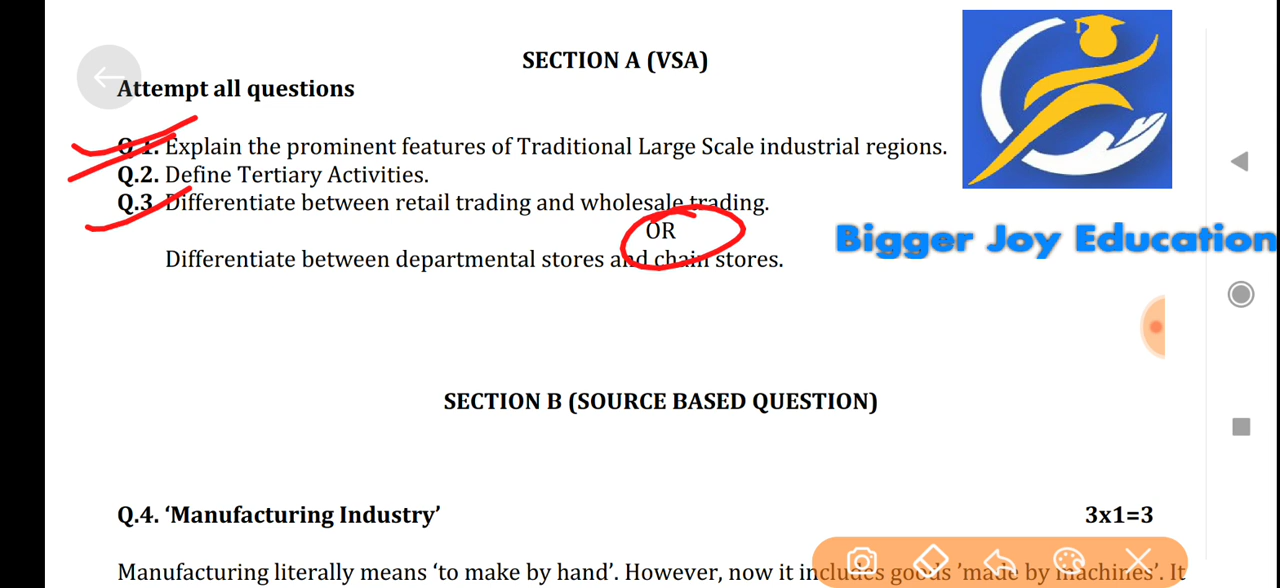 SECTION A (VSA)
Attempt all questions
Q.1. Explain the prominent features of Traditional Large Scale industrial regions.
Q.2. Define Tertiary Activities.
Q.3. Differentiate between retail trading and wholesale trading.
OR
Differentiate between departmental stores and chain stores.
Bigger Joy Education
SECTION B (SOURCE BASED QUESTION)
Q.4. ‘Manufacturing Industry’ 3x1=3
Manufacturing literally means ‘to make by hand’. However, now it includes goods ’made by machines’. It